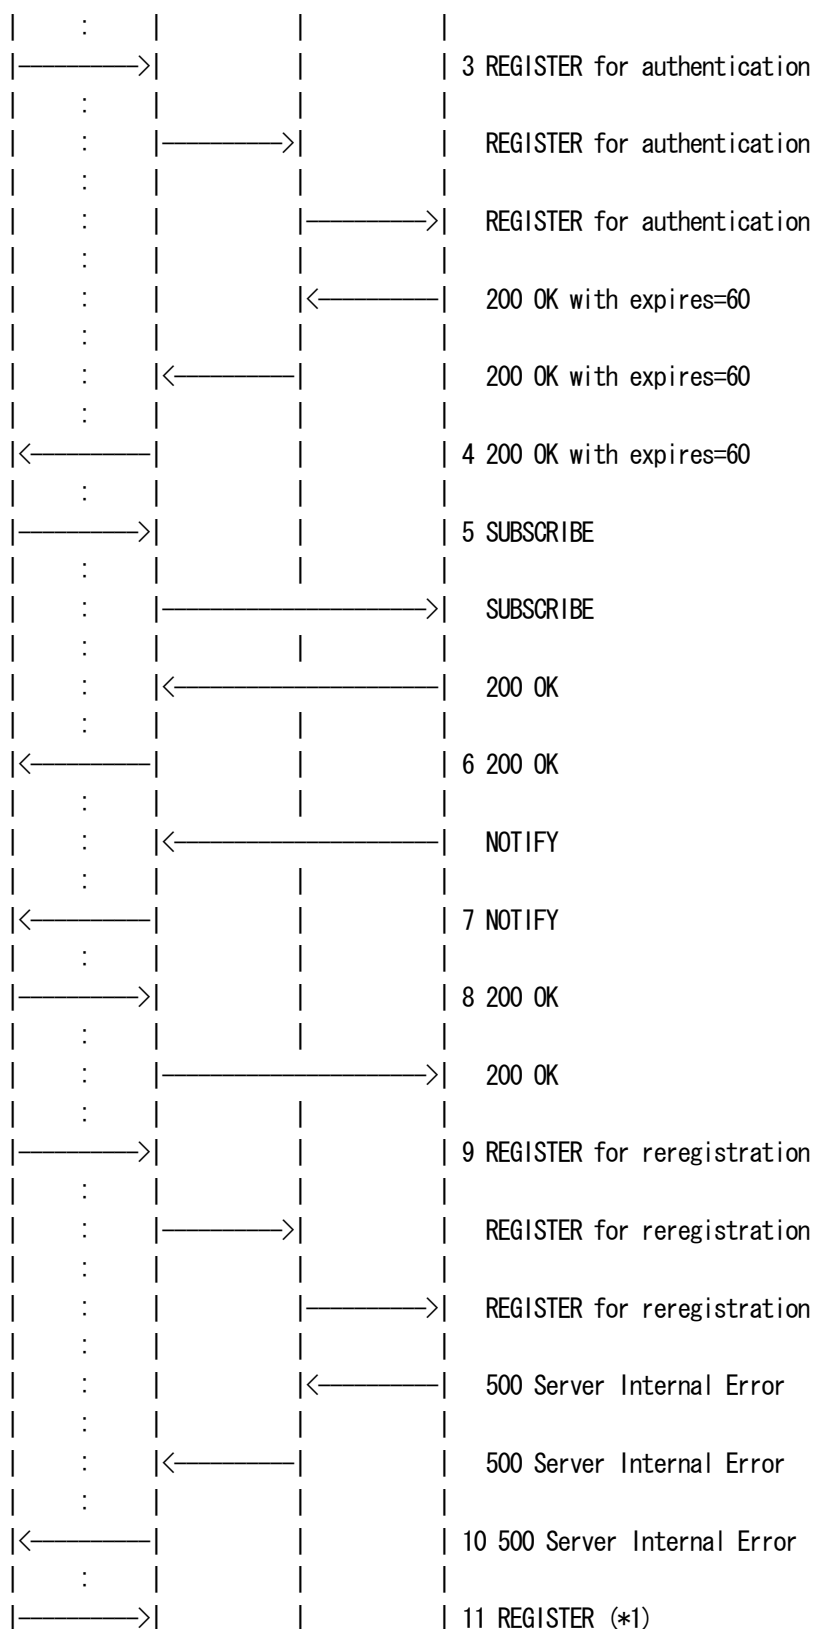 |     :     |           |           |
|---------->|           |           | 3 REGISTER for authentication
|     :     |           |           |
|     :     |---------->|           |   REGISTER for authentication
|     :     |           |           |
|     :     |           |---------->|   REGISTER for authentication
|     :     |           |           |
|     :     |           |<----------|   200 OK with expires=60
|     :     |           |           |
|     :     |<----------|           |   200 OK with expires=60
|     :     |           |           |
|<----------|           |           | 4 200 OK with expires=60
|     :     |           |           |
|---------->|           |           | 5 SUBSCRIBE
|     :     |           |           |
|     :     |---------------------->|   SUBSCRIBE
|     :     |           |           |
|     :     |<----------------------|   200 OK
|     :     |           |           |
|<----------|           |           | 6 200 OK
|     :     |           |           |
|     :     |<----------------------|   NOTIFY
|     :     |           |           |
|<----------|           |           | 7 NOTIFY
|     :     |           |           |
|---------->|           |           | 8 200 OK
|     :     |           |           |
|     :     |---------------------->|   200 OK
|     :     |           |           |
|---------->|           |           | 9 REGISTER for reregistration
|     :     |           |           |
|     :     |---------->|           |   REGISTER for reregistration
|     :     |           |           |
|     :     |           |---------->|   REGISTER for reregistration
|     :     |           |           |
|     :     |           |<----------|   500 Server Internal Error
|     :     |           |           |
|     :     |<----------|           |   500 Server Internal Error
|     :     |           |           |
|<----------|           |           | 10 500 Server Internal Error
|     :     |           |           |
|---------->|           |           | 11 REGISTER (*1)